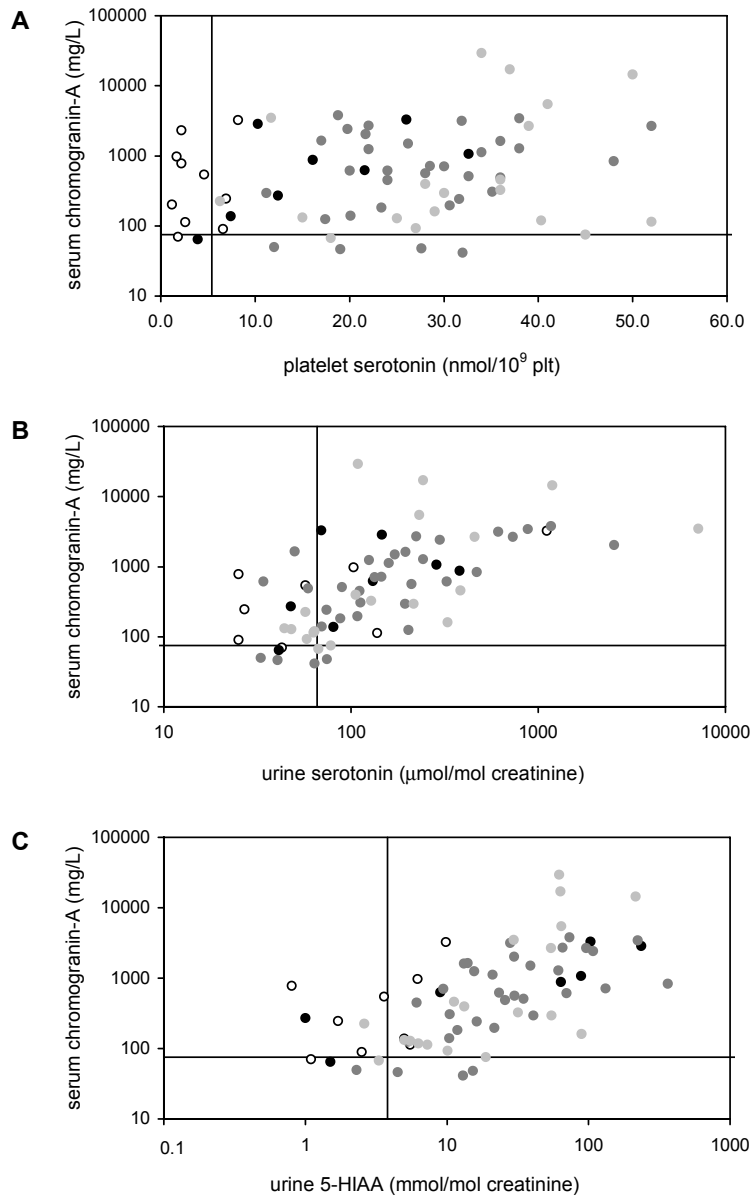 A
serum chromogranin-A (mg/L)
100000
10000
1000
100
10
0.0 10.0 20.0 30.0 40.0 50.0 60.0
platelet serotonin (nmol/10⁹ plt)
B
serum chromogranin-A (mg/L)
100000
10000
1000
100
10
10 100 1000 10000
urine serotonin (μmol/mol creatinine)
C
serum chromogranin-A (mg/L)
100000
10000
1000
100
10
0.1 1 10 100 1000
urine 5-HIAA (mmol/mol creatinine)